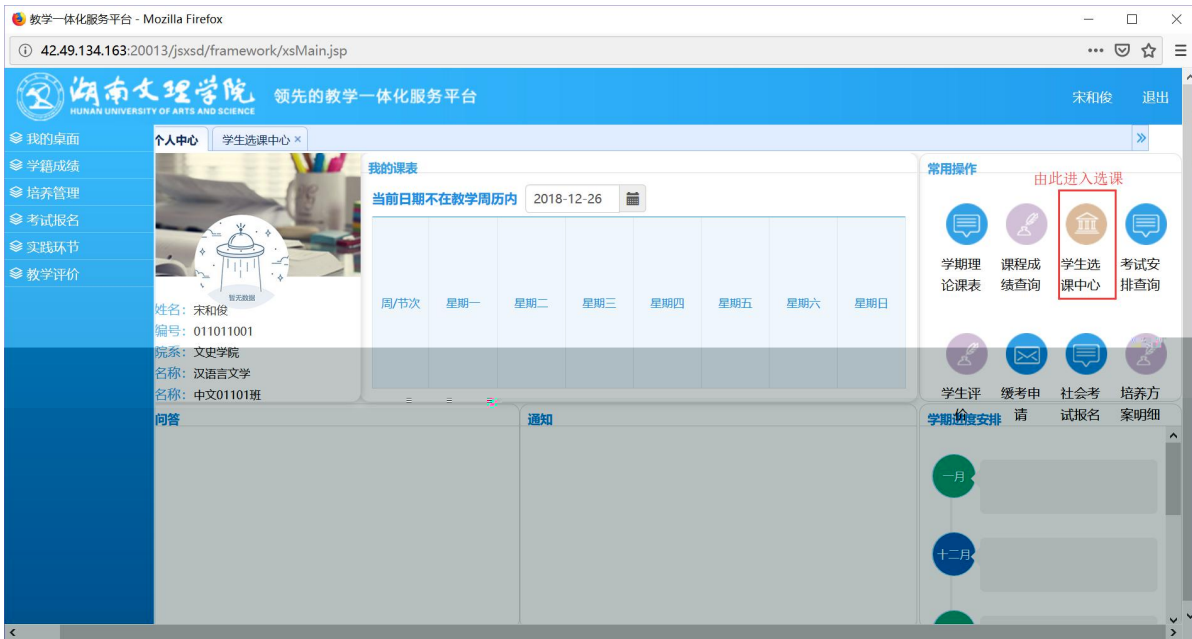 教学一体化服务平台 - Mozilla Firefox
42.49.134.163:20013/jsxsd/framework/xsMain.jsp
湖南文理学院
HUNAN UNIVERSITY OF ARTS AND SCIENCE
领先的教学一体化服务平台
宋和俊 退出
我的桌面
学籍成绩
培养管理
考试报名
实践环节
教学评价
个人中心 学生选课中心 ×
暂无数据
姓名：宋和俊
编号：011011001
院系：文史学院
名称：汉语言文学
名称：中文01101班
我的课表
当前日期不在教学周历内 2018-12-26
周/节次 星期一 星期二 星期三 星期四 星期五 星期六 星期日
常用操作
由此进入选课
学期理论课表
课程成绩查询
学生选课中心
考试安排查询
学生评价
缓考申请
社会考试报名
培养方案明细
问答
通知
学期进度安排
一月
十二月